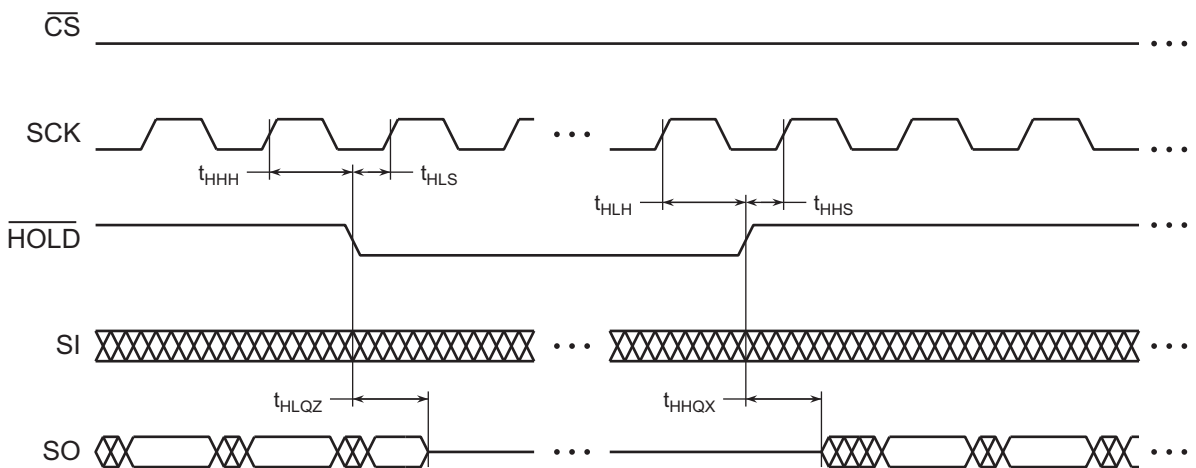 CS
SCK
tHHH
tHLS
tHLH
tHHS
HOLD
SI
tHLQZ
tHHQX
SO